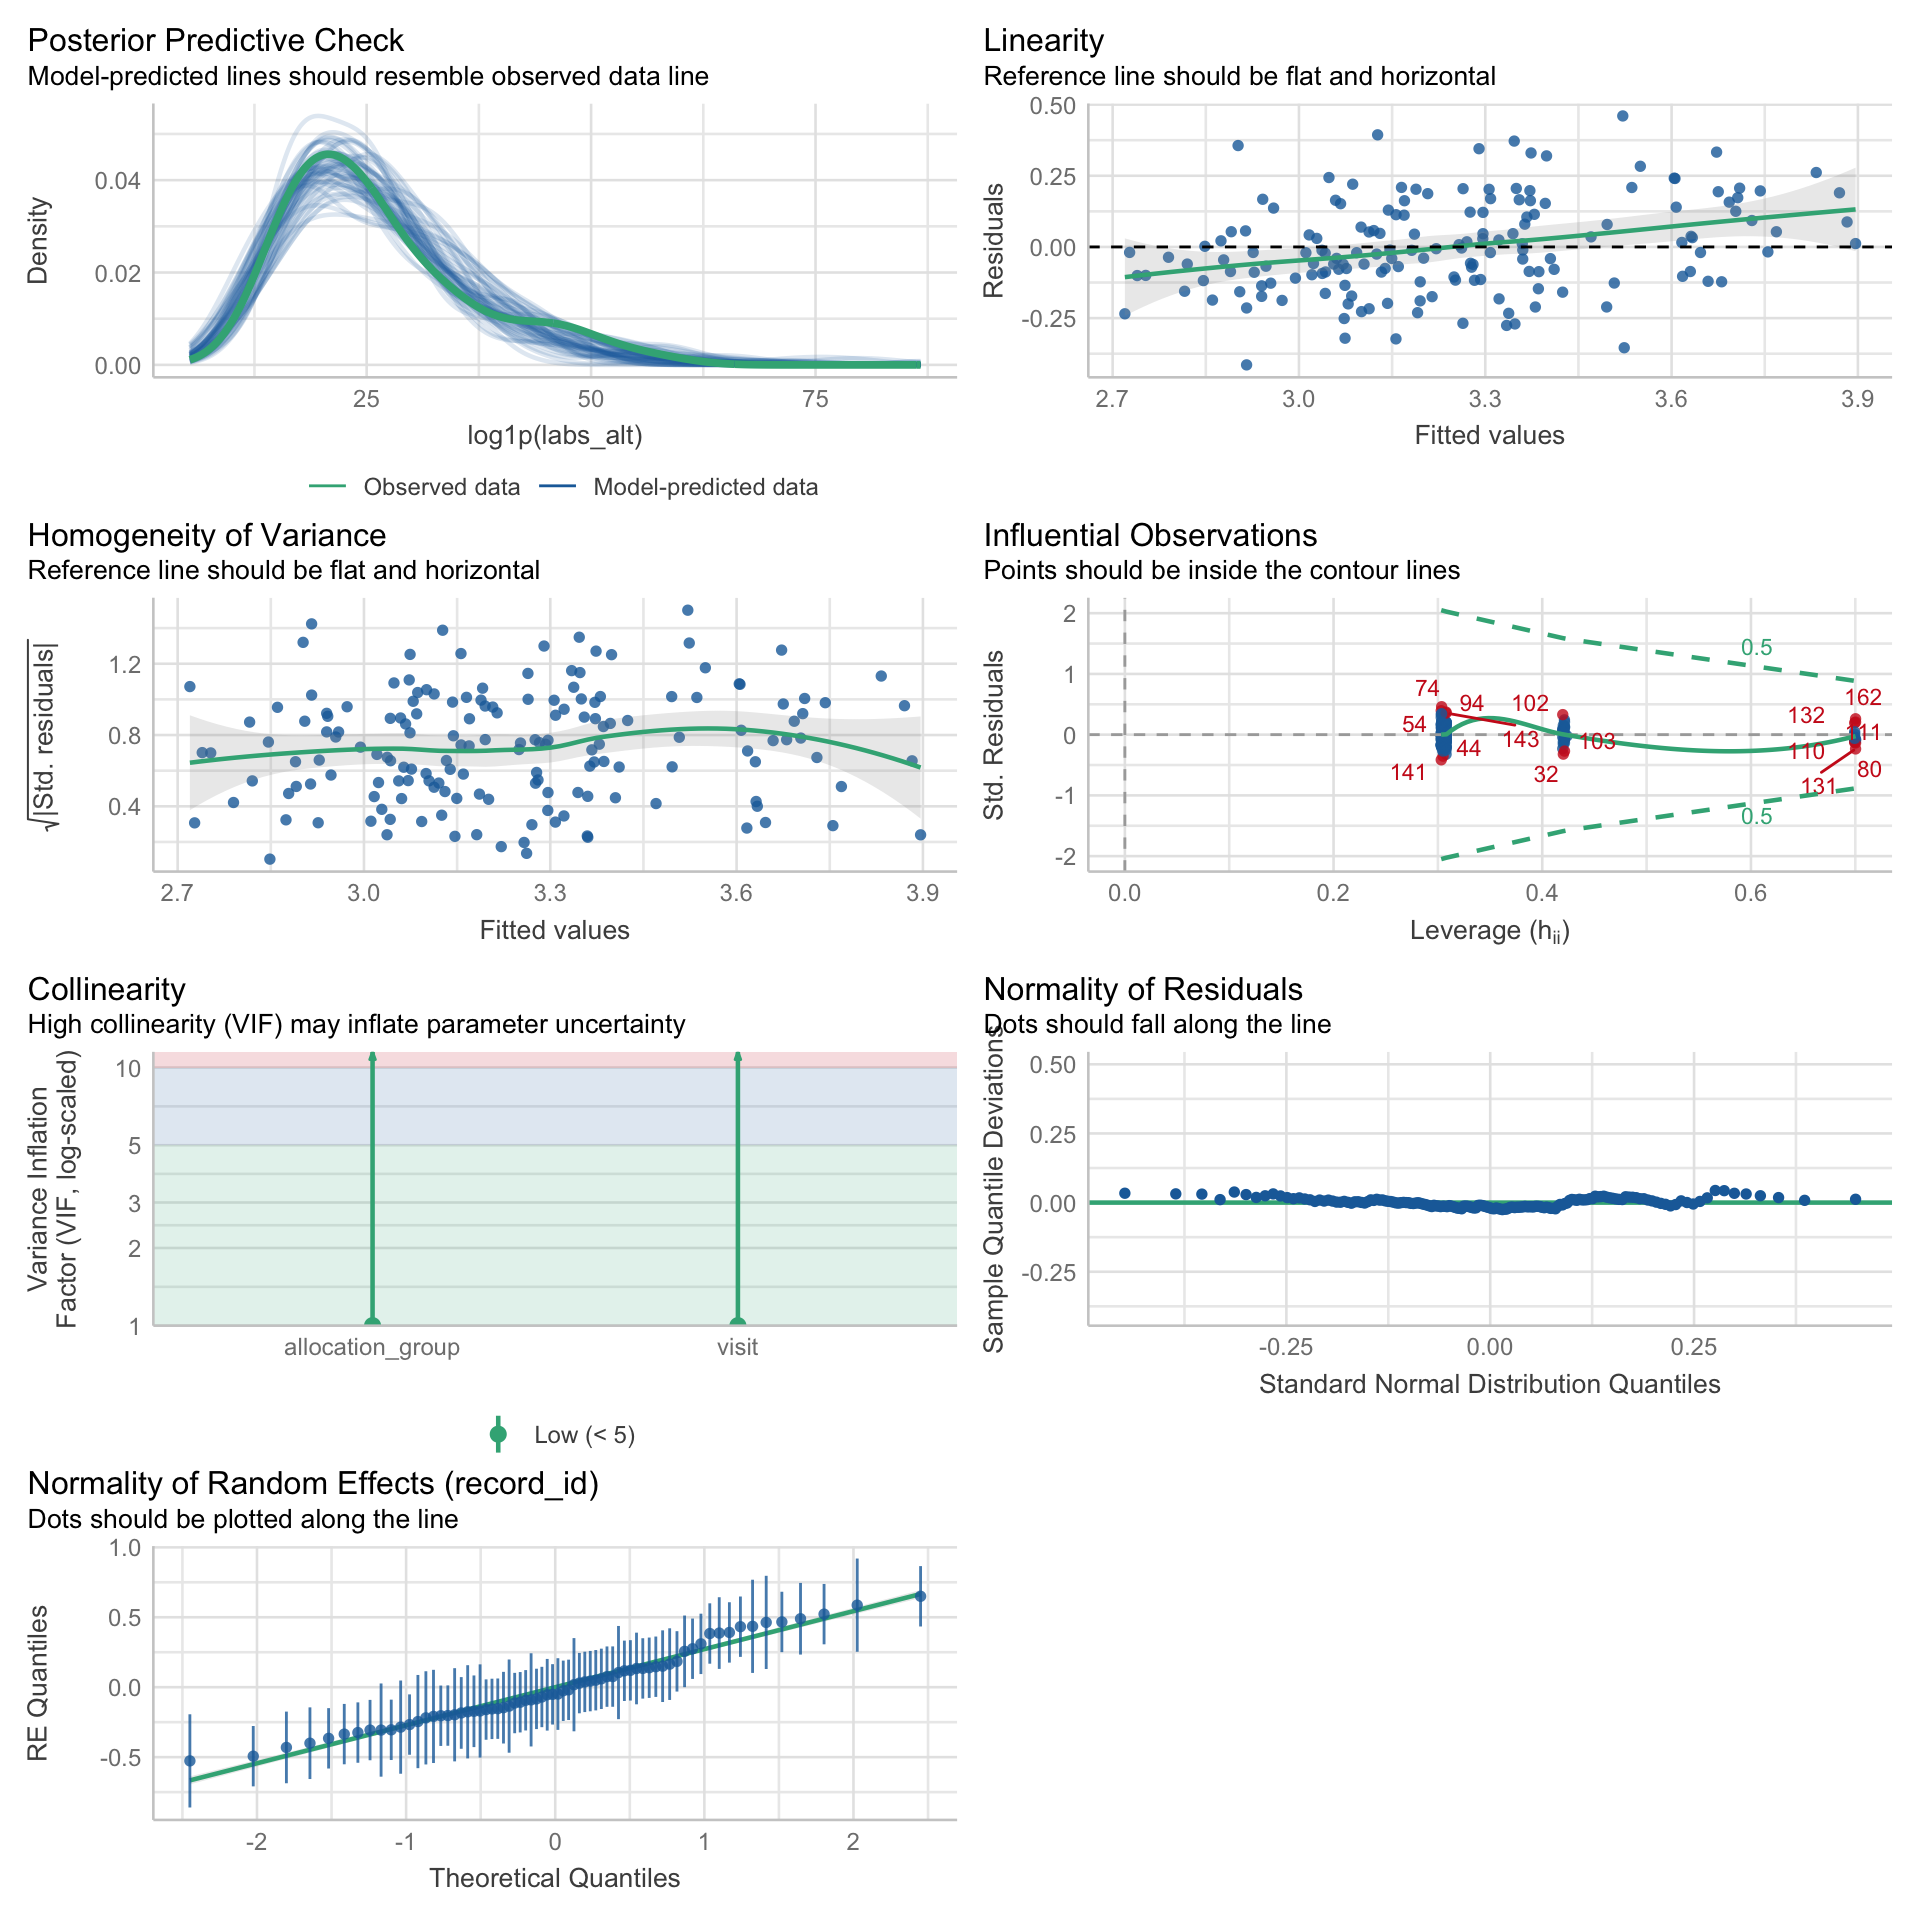 Posterior Predictive Check
Model-predicted lines should resemble observed data line
Density
0.04
0.02
0.00
25
50
75
log1p(labs_alt)
Observed data
Model-predicted data
Linearity
Reference line should be flat and horizontal
Residuals
0.50
0.25
0.00
-0.25
2.7
3.0
3.3
3.6
3.9
Fitted values
Homogeneity of Variance
Reference line should be flat and horizontal
√|Std. residuals|
1.2
0.8
0.4
2.7
3.0
3.3
3.6
3.9
Fitted values
Influential Observations
Points should be inside the contour lines
Std. Residuals
2
1
0
-1
-2
0.5
74
94
102
162
54
132
44
143
103
111
110
141
32
80
131
0.5
0.0
0.2
0.4
0.6
Leverage (hii)
Collinearity
High collinearity (VIF) may inflate parameter uncertainty
Variance Inflation
Factor (VIF, log-scaled)
10
5
3
2
1
allocation_group
visit
Low (< 5)
Normality of Residuals
Dots should fall along the line
Sample Quantile Deviations
0.50
0.25
0.00
-0.25
-0.25
0.00
0.25
Standard Normal Distribution Quantiles
Normality of Random Effects (record_id)
Dots should be plotted along the line
RE Quantiles
1.0
0.5
0.0
-0.5
-2
-1
0
1
2
Theoretical Quantiles